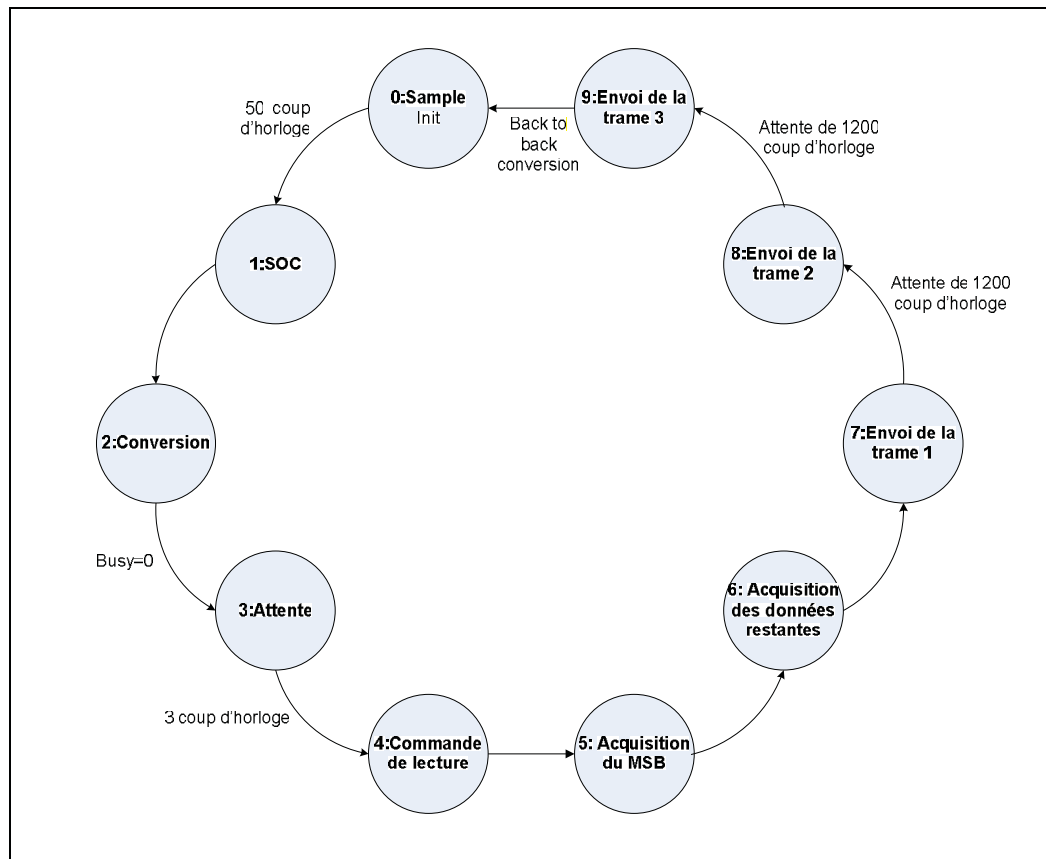 0:Sample
Init
50 coup
d'horloge
1:SOC
2:Conversion
Busy=0
3:Attente
3 coup d'horloge
4:Commande
de lecture
5: Acquisition
du MSB
6: Acquisition
des données
restantes
7:Envoi de la
trame 1
Attente de 1200
coup d'horloge
8:Envoi de la
trame 2
Attente de 1200
coup d'horloge
9:Envoi de la
trame 3
Back to
back
conversion